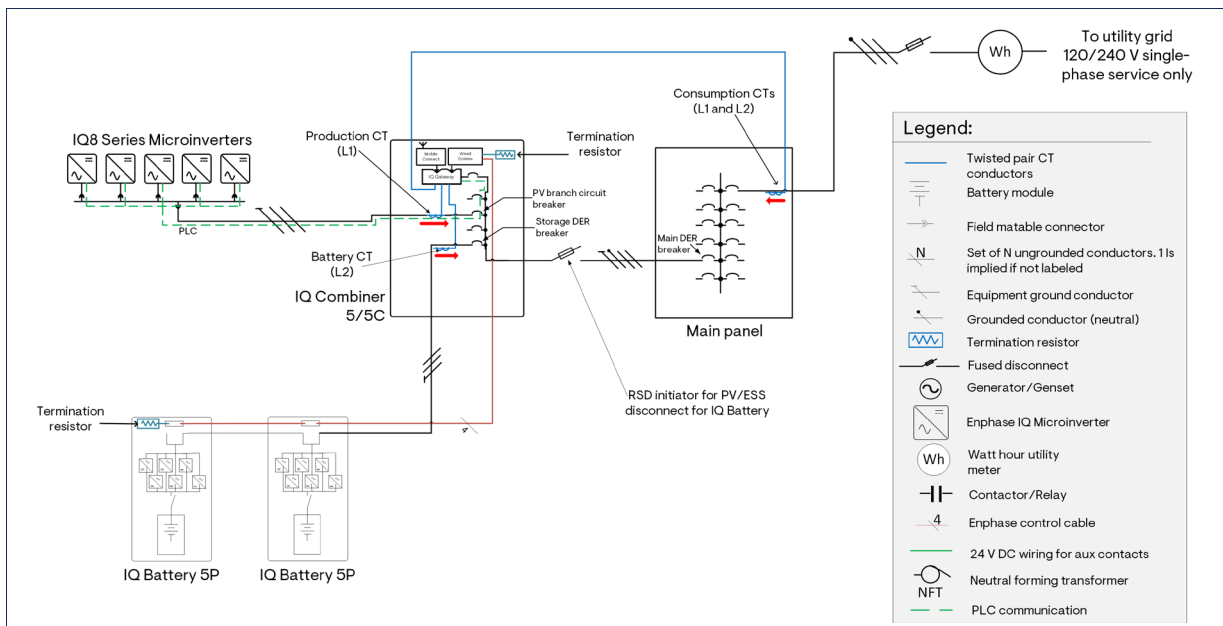 To utility grid
120/240 V single-
phase service only
Wh
Consumption CTs
(L1 and L2)
IQ8 Series Microinverters
Production CT
(L1)
Termination
resistor
Mobile
Connect
Wired
Comms
IQ Gateway
PV branch circuit
breaker
Storage DER
breaker
PLC
Battery CT
(L2)
IQ Combiner
5/5C
Main DER
breaker
Main panel
RSD initiator for PV/ESS
disconnect for IQ Battery
Termination
resistor
4
IQ Battery 5P
IQ Battery 5P
Legend:
Twisted pair CT
conductors
Battery module
Field matable connector
N
Set of N ungrounded conductors. 1 Is
implied if not labeled
Equipment ground conductor
Grounded conductor (neutral)
Termination resistor
Fused disconnect
Generator/Genset
Enphase IQ Microinverter
Wh
Watt hour utility
meter
Contactor/Relay
4
Enphase control cable
24 V DC wiring for aux contacts
NFT
Neutral forming transformer
PLC communication